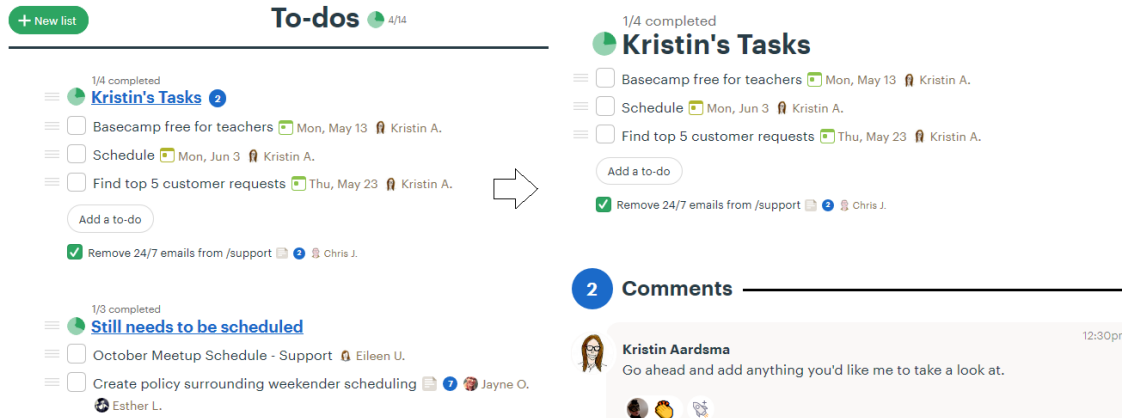 + New list
To-dos 4/14
1/4 completed
Kristin's Tasks 2
Basecamp free for teachers Mon, May 13 Kristin A.
Schedule Mon, Jun 3 Kristin A.
Find top 5 customer requests Thu, May 23 Kristin A.
Add a to-do
Remove 24/7 emails from /support 2 Chris J.
1/3 completed
Still needs to be scheduled
October Meetup Schedule - Support Eileen U.
Create policy surrounding weekender scheduling 7 Jayne O.
Esther L.
1/4 completed
Kristin's Tasks
Basecamp free for teachers Mon, May 13 Kristin A.
Schedule Mon, Jun 3 Kristin A.
Find top 5 customer requests Thu, May 23 Kristin A.
Add a to-do
Remove 24/7 emails from /support 2 Chris J.
2 Comments
12:30pm
Kristin Aardsma
Go ahead and add anything you'd like me to take a look at.